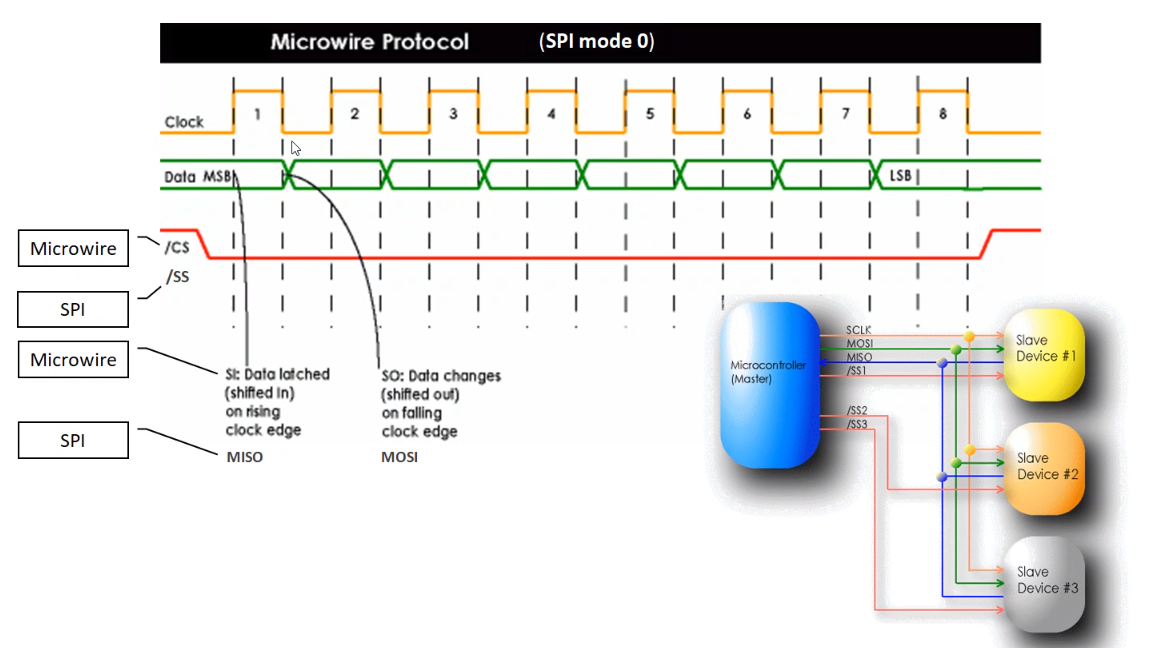 Microwire Protocol (SPI mode 0)
Clock 1 2 3 4 5 6 7 8
Data MSB LSB
Microwire
/CS
/SS
SPI
Microwire
SI: Data latched
(shifted in)
on rising
clock edge
SO: Data changes
(shifted out)
on falling
clock edge
SPI
MISO
MOSI
Microcontroller
(Master)
SCLK
MOSI
MISO
/SS1
/SS2
/SS3
Slave
Device #1
Slave
Device #2
Slave
Device #3